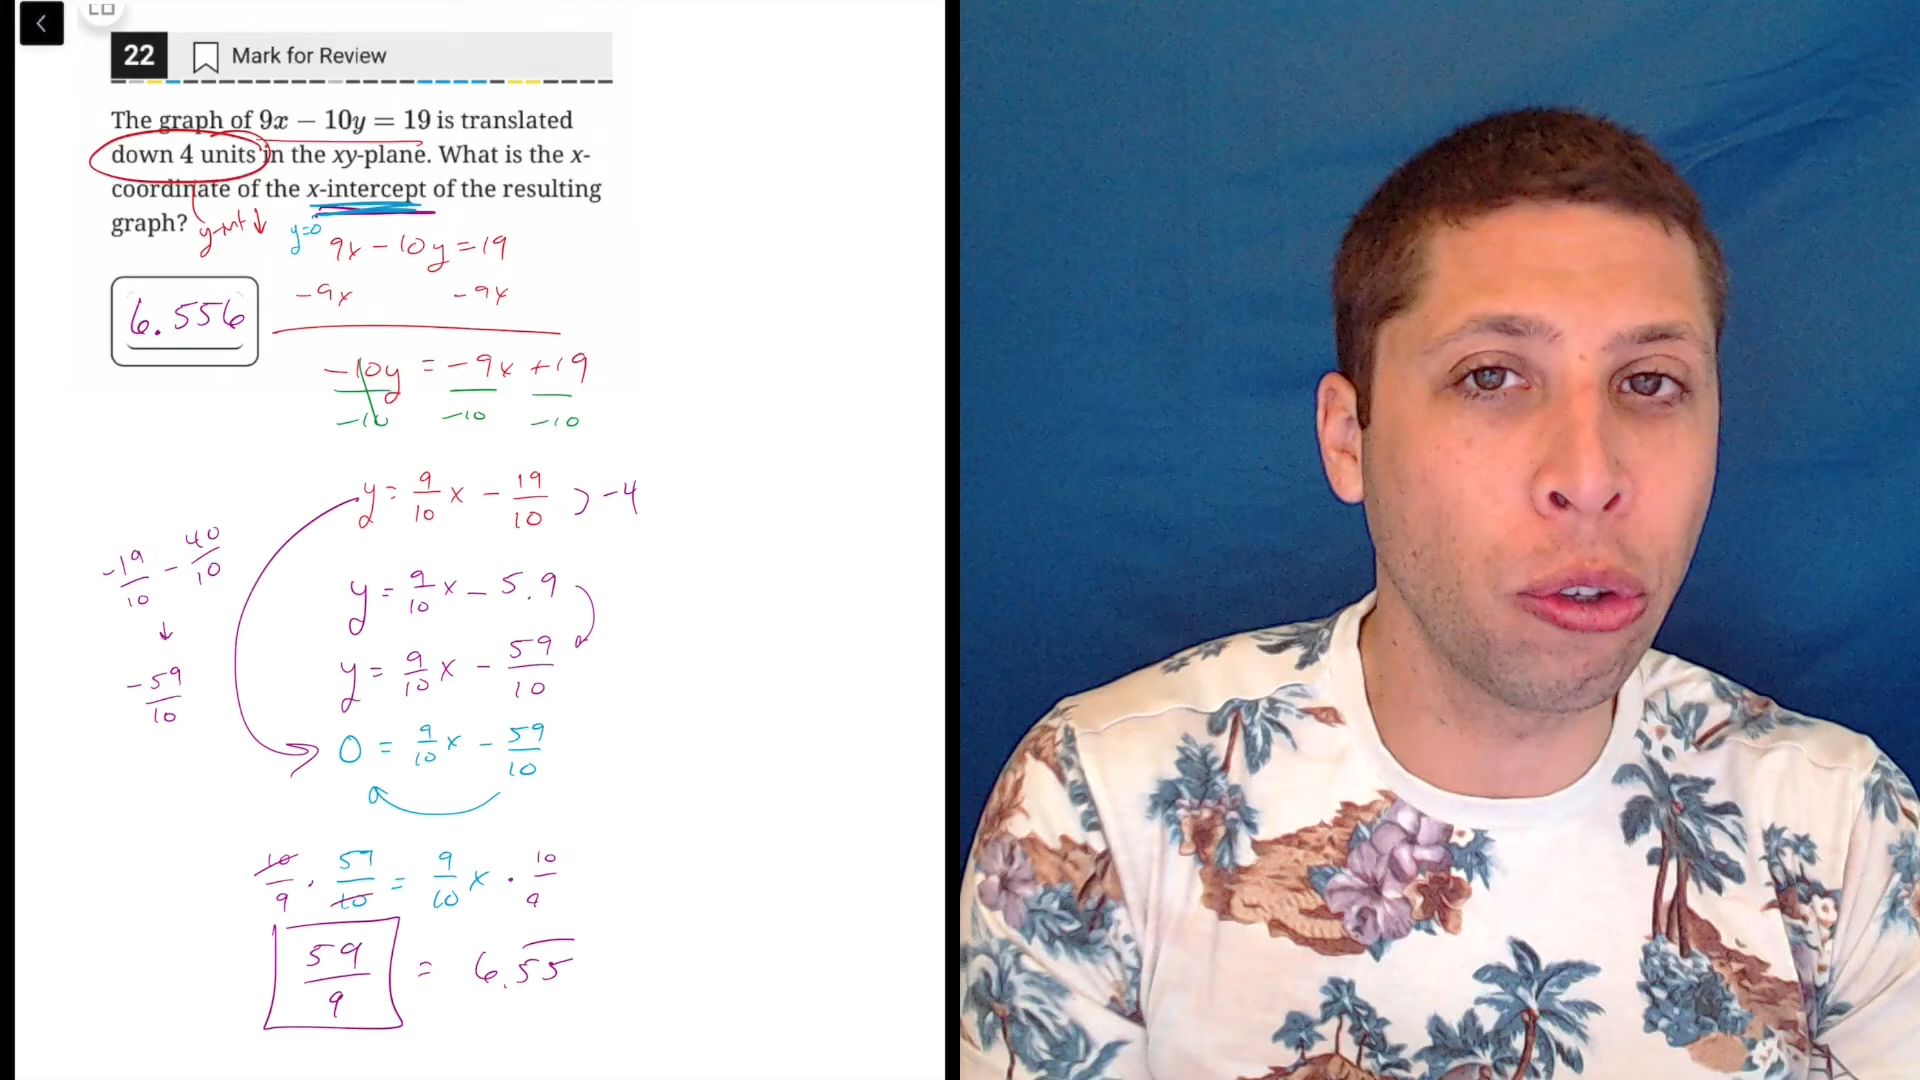 22 Mark for Review
The graph of 9x − 10y = 19 is translated
down 4 units in the xy-plane. What is the x-
coordinate of the x-intercept of the resulting
graph?
y-int ↓ y=0
9x − 10y = 19
−9x −9x
6.556
−10y = −9x + 19
−10 −10 −10
y = 9/10 x − 19/10 > −4
−19/10 − 40/10
↓
−59/10
y = 9/10 x − 5.9
y = 9/10 x − 59/10
0 = 9/10 x − 59/10
10/9 · 59/10 = 9/10 x · 10/9
59/9 = 6.55